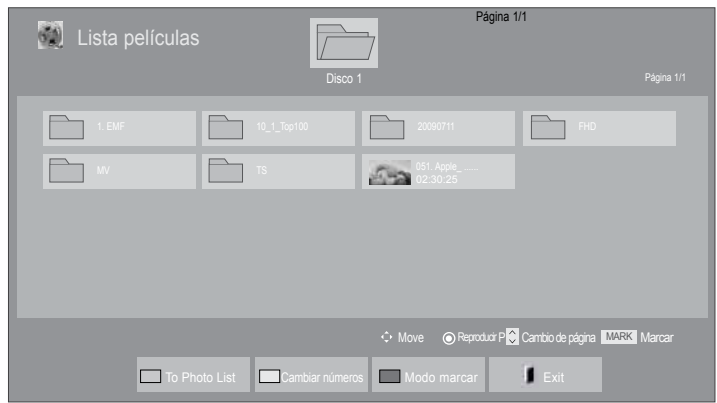 Página 1/1
Lista películas
Disco 1
Página 1/1
1. EMF
10_1_Top100
20090711
FHD
MV
TS
051. Apple_ ......
02:30:25
Move
Reproducir
P
Cambio de página
MARK
Marcar
To Photo List
Cambiar números
Modo marcar
Exit